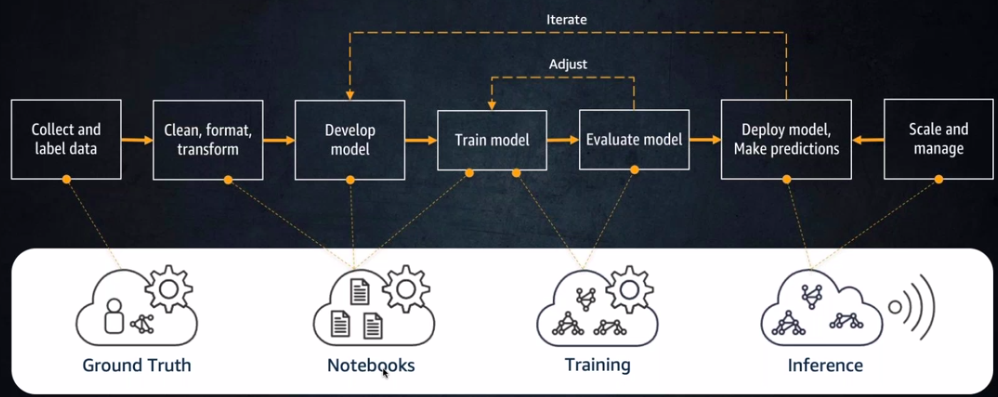 Iterate
Adjust
Collect and
label data
Clean, format,
transform
Develop
model
Train model
Evaluate model
Deploy model,
Make predictions
Scale and
manage
Ground Truth
Notebooks
Training
Inference